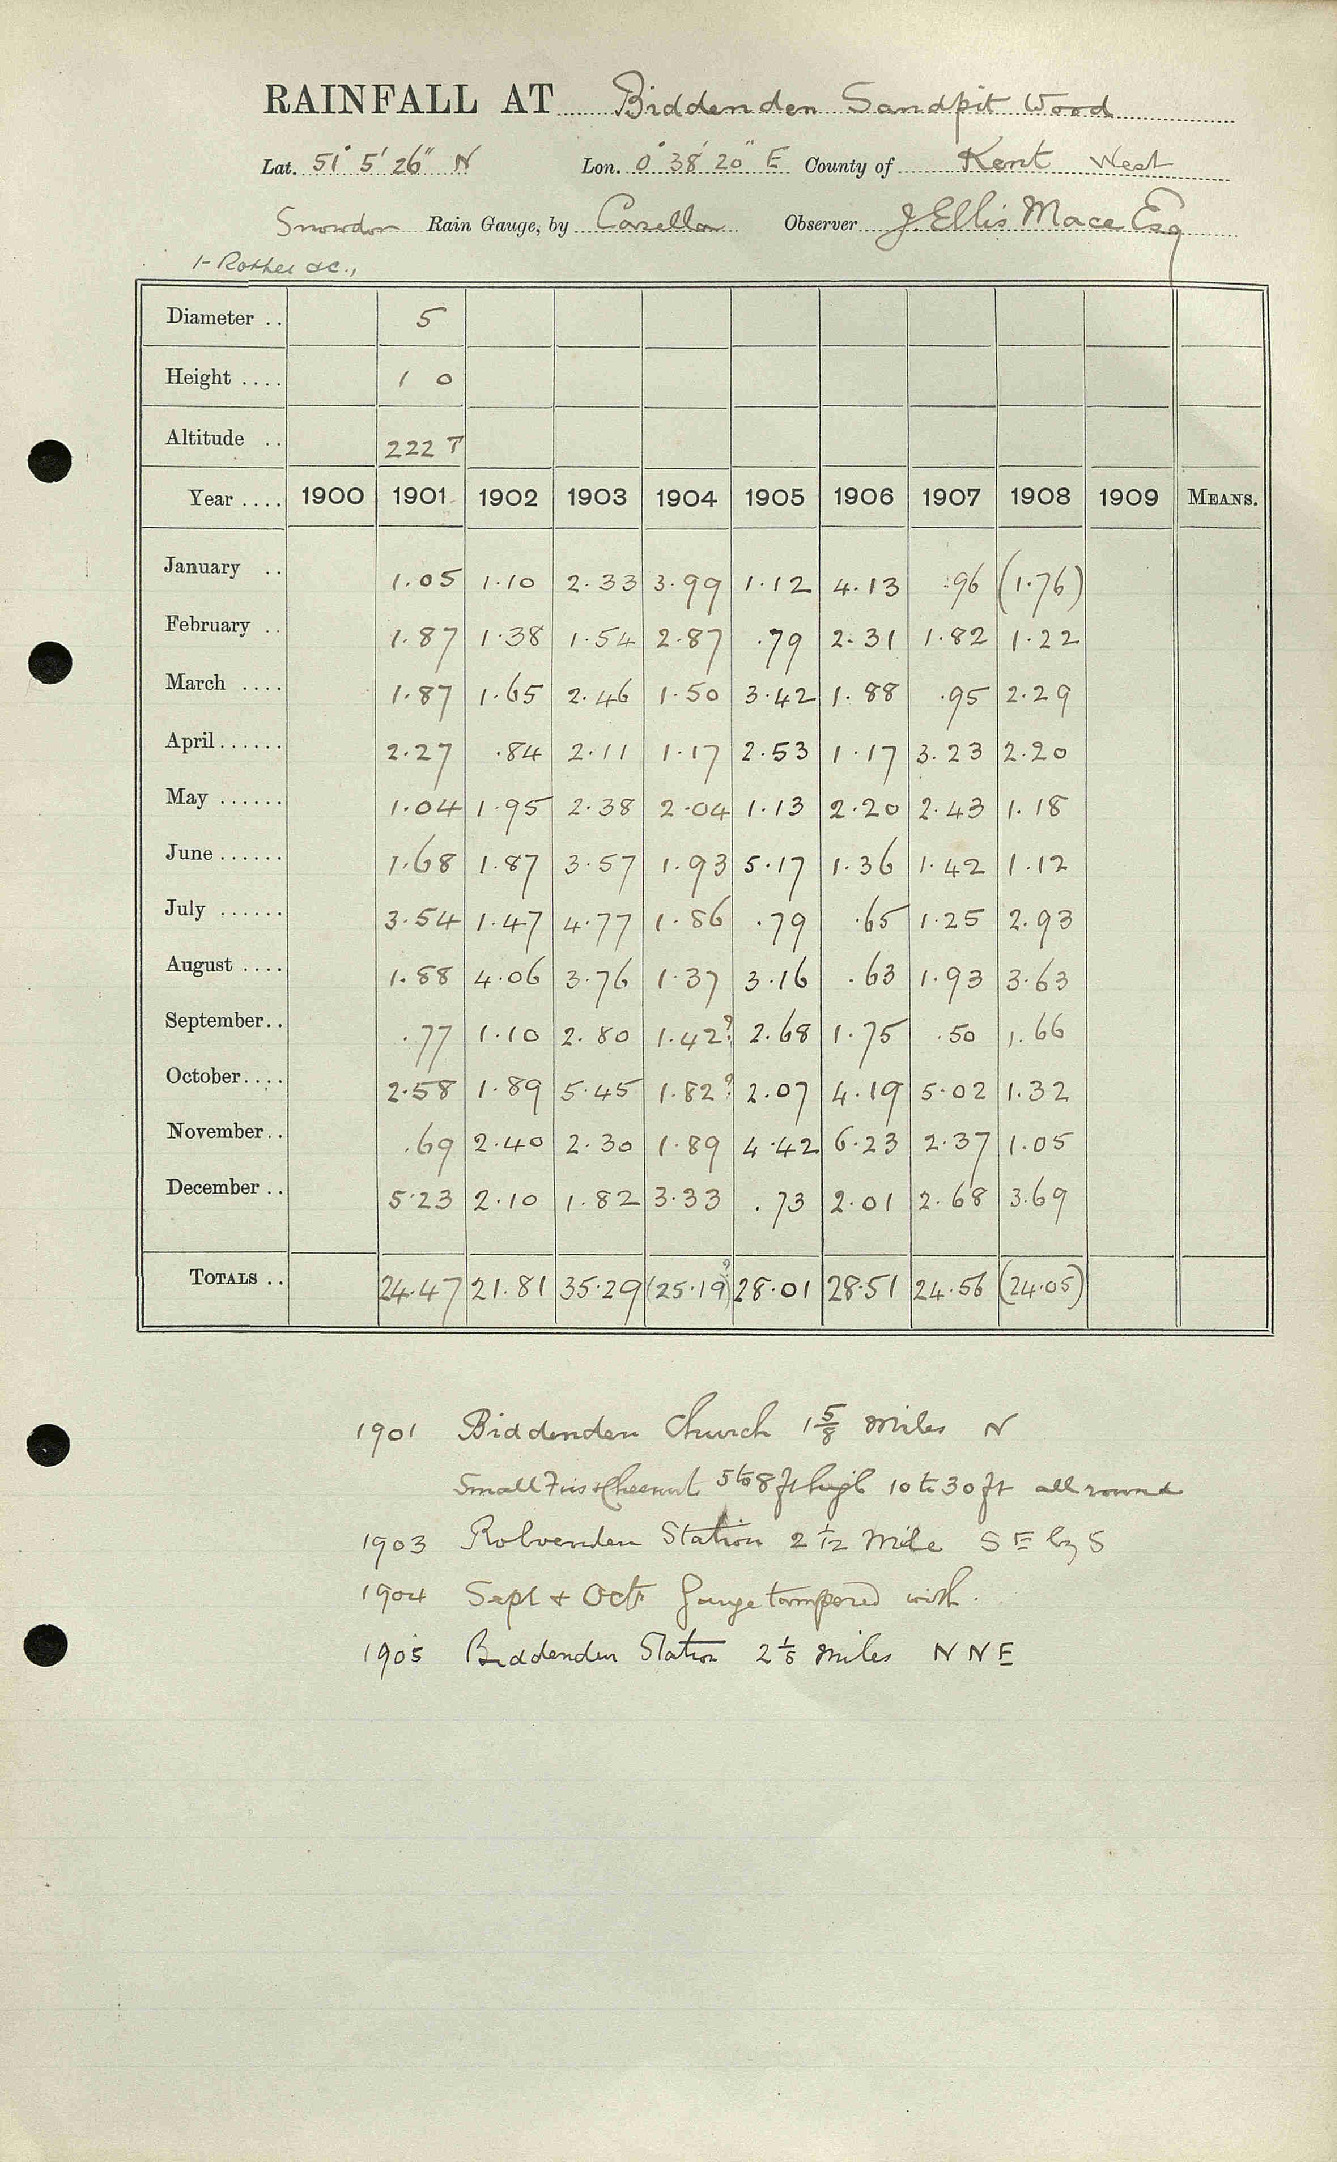 RAINFALL AT Biddenden Sandpit Wood
Lat. 51° 5' 26" N Lon. 0° 38' 20" E County of Kent West
Snowdon Rain Gauge, by Casella Observer J. Ellis Mace Esq
1- Rother &c.,
Diameter .. 5
Height .... 1 0
Altitude .. 222 T
Year .... 1900 1901 1902 1903 1904 1905 1906 1907 1908 1909 MEANS.
January .. 1.05 1.10 2.33 3.99 1.12 4.13 .96 (1.76)
February .. 1.87 1.38 1.54 2.87 .79 2.31 1.82 1.22
March .... 1.87 1.65 2.46 1.50 3.42 1.88 .95 2.29
April...... 2.27 .84 2.11 1.17 2.53 1.17 3.23 2.20
May ...... 1.04 1.95 2.38 2.04 1.13 2.20 2.43 1.18
June...... 1.68 1.87 3.57 1.93 5.17 1.36 1.42 1.12
July ...... 3.54 1.47 4.77 1.86 .79 .65 1.25 2.93
August .... 1.88 4.06 3.76 1.37 3.16 .63 1.93 3.63
September.. .77 1.10 2.80 1.42? 2.68 1.75 .50 1.66
October.... 2.58 1.89 5.45 1.82? 2.07 4.19 5.02 1.32
November.. .69 2.40 2.30 1.89 4.42 6.23 2.37 1.05
December .. 5.23 2.10 1.82 3.33 .73 2.01 2.68 3.69
TOTALS .. 24.47 21.81 35.29 (25.19)? 28.01 28.51 24.56 (24.05)
1901 Biddenden Church 1 5/8 miles N
Small Firs & Chesnut 5 to 8 ft high 10 to 30 ft all round
1903 Rolvenden Station 2 1/2 Mile S E by S
1904 Sept & Oct Gauge tampered with.
1905 Biddenden Station 2 1/8 miles N N E